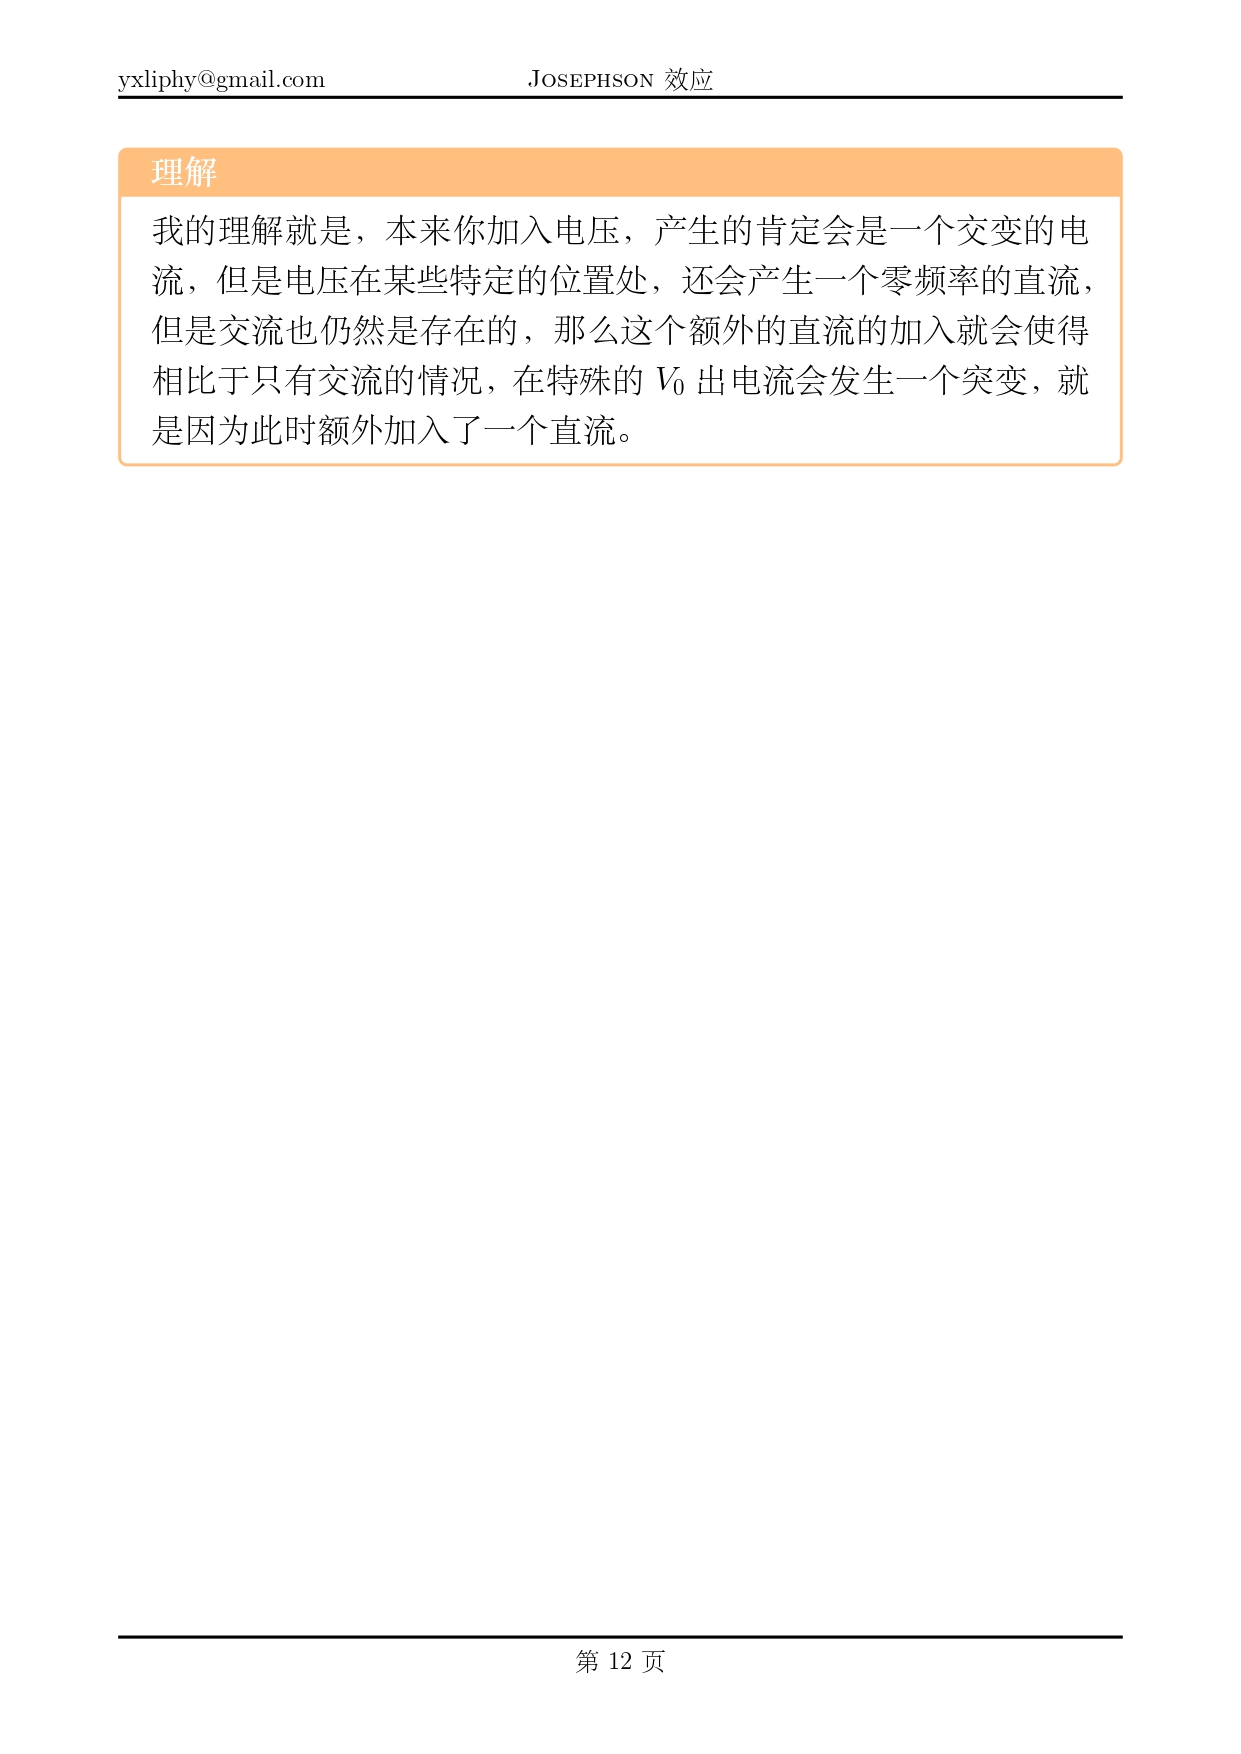 yxliphy@gmail.com JOSEPHSON 效应
理解
我的理解就是，本来你加入电压，产生的肯定会是一个交变的电
流，但是电压在某些特定的位置处，还会产生一个零频率的直流，
但是交流也仍然是存在的，那么这个额外的直流的加入就会使得
相比于只有交流的情况，在特殊的 V₀ 出电流会发生一个突变，就
是因为此时额外加入了一个直流。
第 12 页